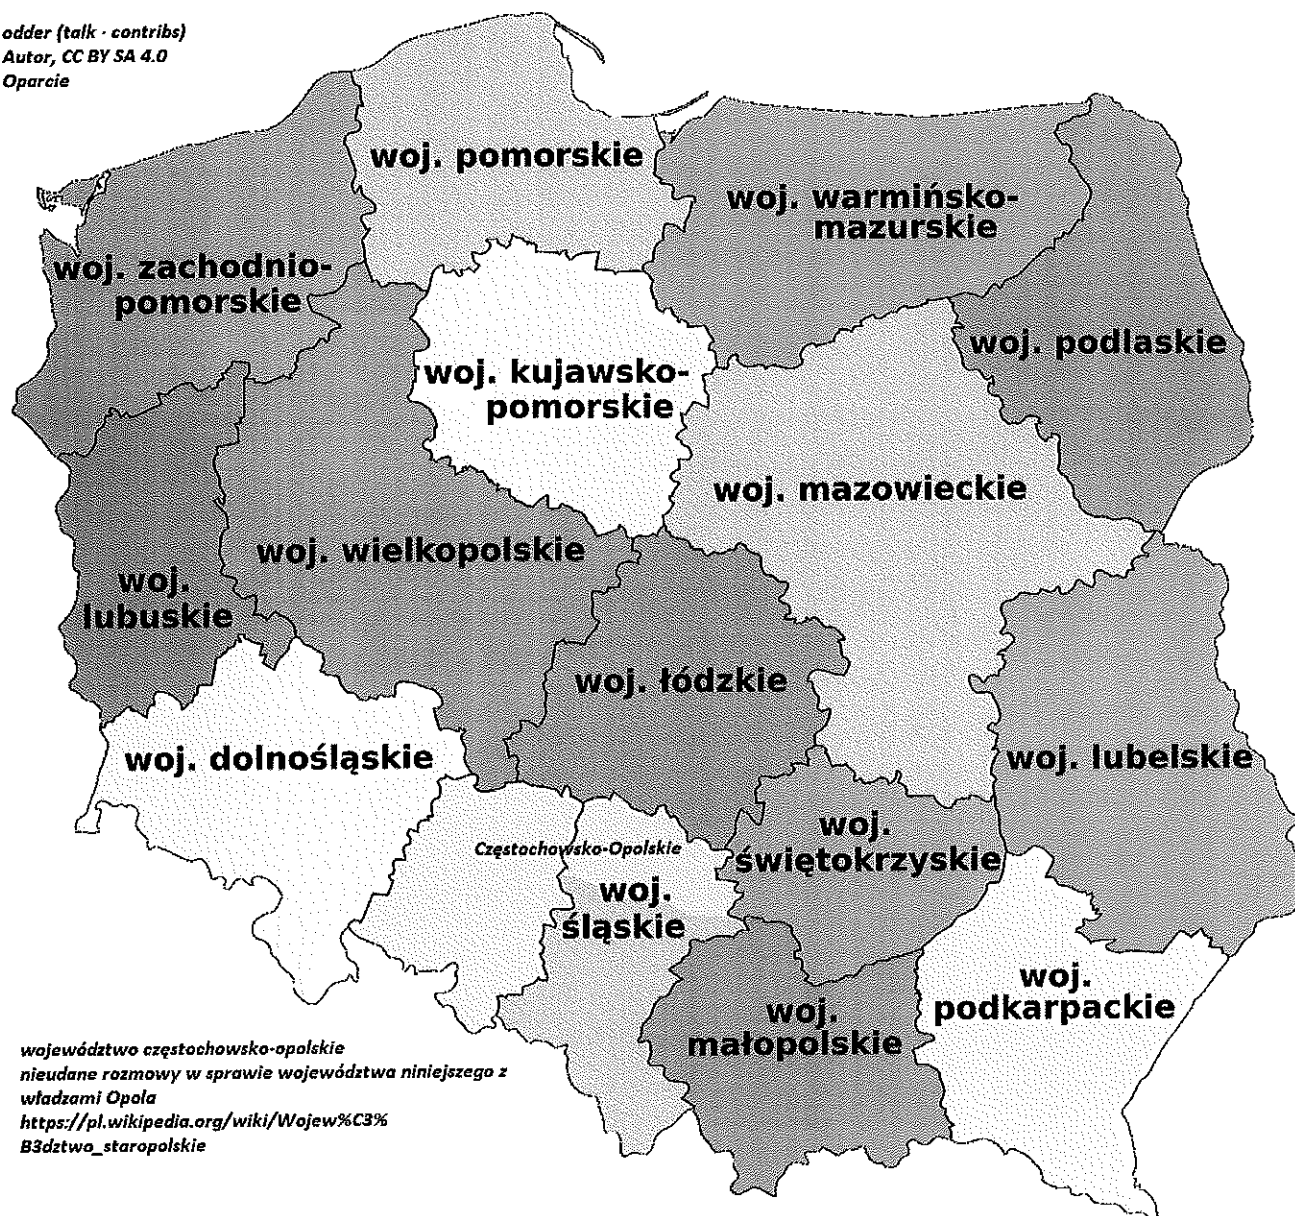 odder (talk · contribs)
Autor, CC BY SA 4.0
Oparcie
woj. pomorskie
woj. warmińsko-
mazurskie
woj. zachodnio-
pomorskie
woj. podlaskie
woj. kujawsko-
pomorskie
woj. mazowieckie
woj. wielkopolskie
woj.
lubuskie
woj. łódzkie
woj. dolnośląskie
woj. lubelskie
woj.
świętokrzyskie
Częstochowsko-Opolskie
woj.
śląskie
woj.
podkarpackie
woj.
małopolskie
województwo częstochowsko-opolskie
nieudane rozmowy w sprawie województwa niniejszego z
władzami Opola
https://pl.wikipedia.org/wiki/Wojew%C3%
B3dztwo_staropolskie